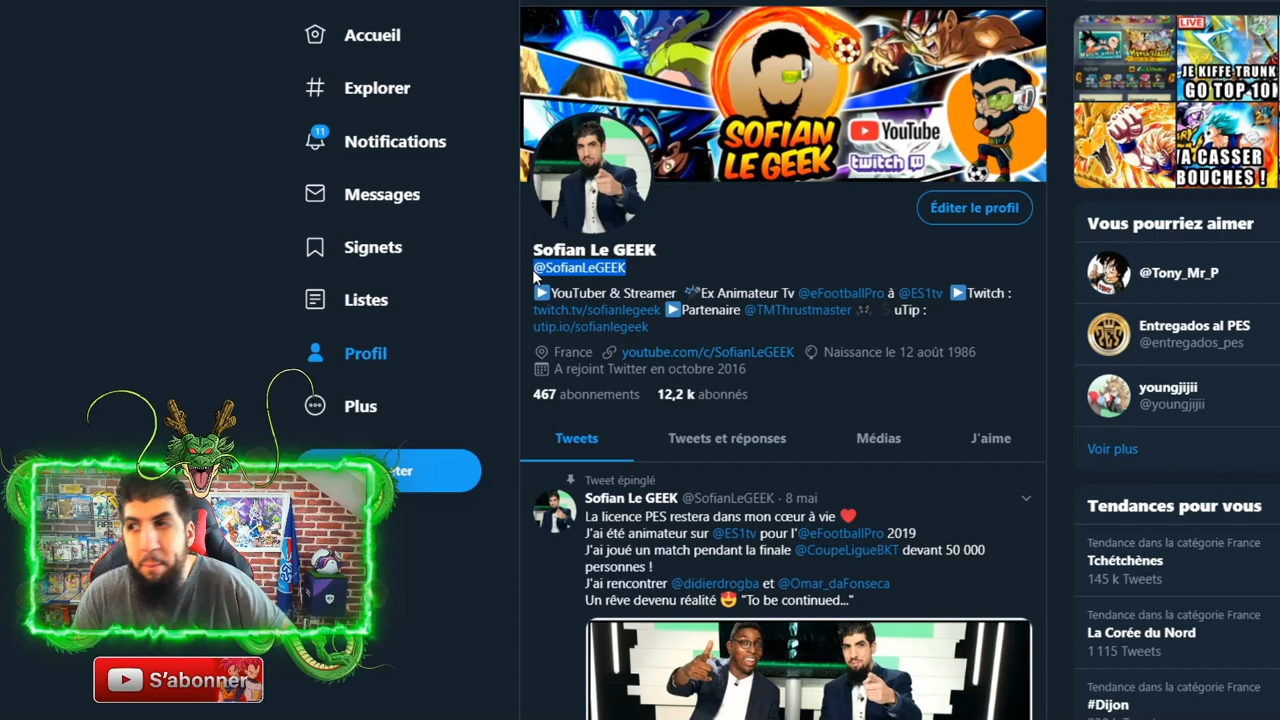 Accueil
Explorer
11
Notifications
Messages
Signets
Listes
Profil
Plus
ter
S'abonner
SOFIAN
LE GEEK
YouTube
twitch
Éditer le profil
Sofian Le GEEK
@SofianLeGEEK
YouTuber & Streamer Ex Animateur Tv @eFootballPro à @ES1tv Twitch :
twitch.tv/sofianlegeek Partenaire @TMThrustmaster uTip :
utip.io/sofianlegeek
France youtube.com/c/SofianLeGEEK Naissance le 12 août 1986
A rejoint Twitter en octobre 2016
467 abonnements 12,2 k abonnés
Tweets Tweets et réponses Médias J'aime
Tweet épinglé
Sofian Le GEEK @SofianLeGEEK · 8 mai
La licence PES restera dans mon cœur à vie ❤️
J'ai été animateur sur @ES1tv pour l'@eFootballPro 2019
J'ai joué un match pendant la finale @CoupeLigueBKT devant 50 000
personnes !
J'ai rencontrer @didierdrogba et @Omar_daFonseca
Un rêve devenu réalité 😍 "To be continued..."
LIVE
JE KIFFE TRUNK
GO TOP 10
A CASSER
BOUCHES !
Vous pourriez aimer
@Tony_Mr_P
Entregados al PES
@entregados_pes
youngjijii
@youngjijii
Voir plus
Tendances pour vous
Tendance dans la catégorie France
Tchétchènes
145 k Tweets
Tendance dans la catégorie France
La Corée du Nord
1 115 Tweets
Tendance dans la catégorie France
#Dijon